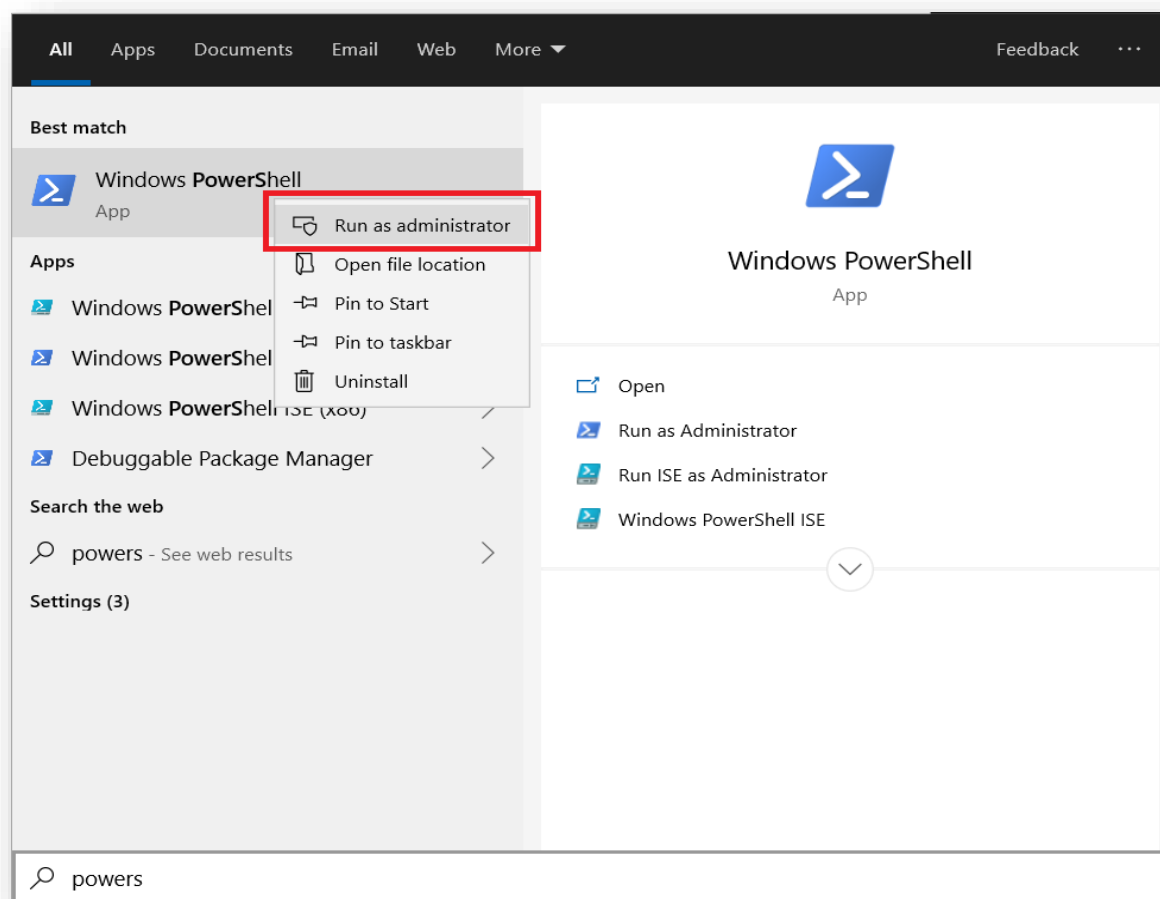 All Apps Documents Email Web More Feedback ...
Best match
Windows PowerShell
App
Run as administrator
Open file location
Pin to Start
Pin to taskbar
Uninstall
Apps
Windows PowerShel
Windows PowerShel
Windows PowerShell ISE (x86)
Debuggable Package Manager
Search the web
powers - See web results
Settings (3)
Windows PowerShell
App
Open
Run as Administrator
Run ISE as Administrator
Windows PowerShell ISE
powers